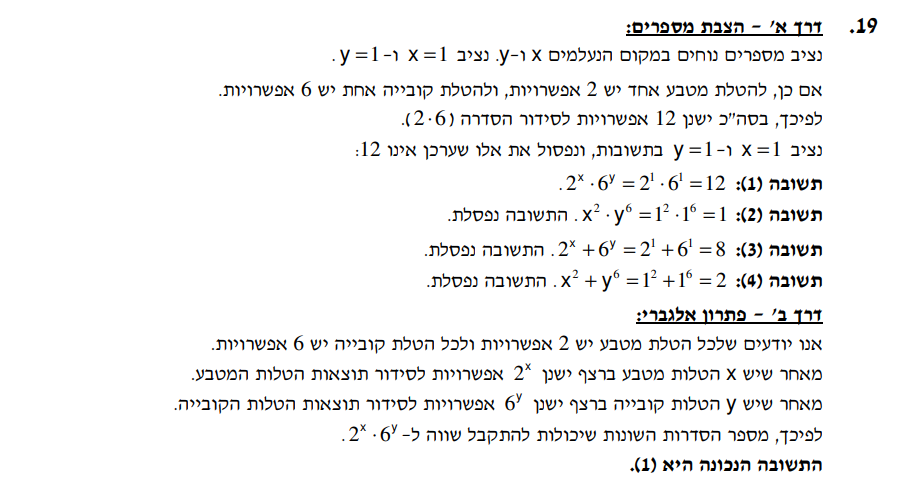 19. דרך א' – הצבת מספרים:
נציב מספרים נוחים במקום הנעלמים x ו-y. נציב x = 1 ו- y = 1.
אם כן, להטלת מטבע אחד יש 2 אפשרויות, ולהטלת קובייה אחת יש 6 אפשרויות.
לפיכך, בסה"כ ישנן 12 אפשרויות לסידור הסדרה (2·6).
נציב x = 1 ו- y = 1 בתשובות, ונפסול את אלו שערכן אינו 12:
תשובה (1): 2^x · 6^y = 2^1 · 6^1 = 12.
תשובה (2): x^2 · y^6 = 1^2 · 1^6 = 1. התשובה נפסלת.
תשובה (3): 2^x + 6^y = 2^1 + 6^1 = 8. התשובה נפסלת.
תשובה (4): x^2 + y^6 = 1^2 + 1^6 = 2. התשובה נפסלת.
דרך ב' – פתרון אלגברי:
אנו יודעים שלכל הטלת מטבע יש 2 אפשרויות ולכל הטלת קובייה יש 6 אפשרויות.
מאחר שיש x הטלות מטבע ברצף ישנן 2^x אפשרויות לסידור תוצאות הטלות המטבע.
מאחר שיש y הטלות קובייה ברצף ישנן 6^y אפשרויות לסידור תוצאות הטלות הקובייה.
לפיכך, מספר הסדרות השונות שיכולות להתקבל שווה ל- 2^x · 6^y.
התשובה הנכונה היא (1).